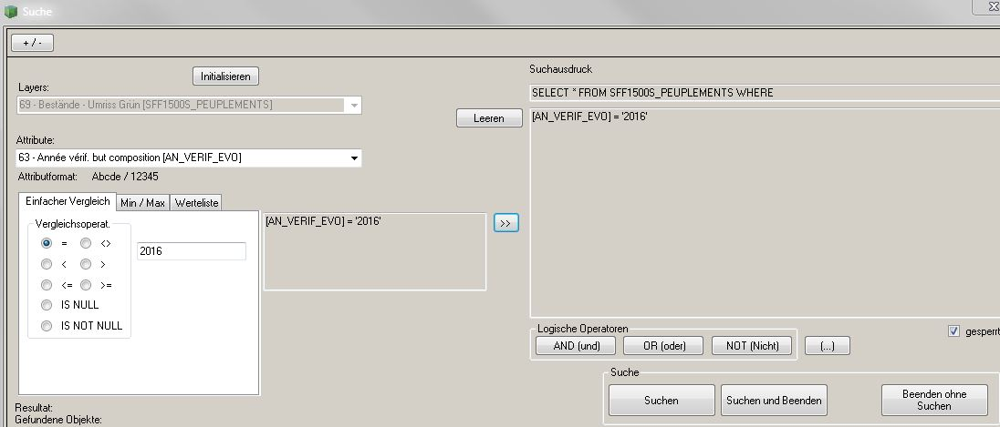 Suche
+ / -
Initialisieren
Layers:
69 - Bestände - Umriss Grün [SFF1500S_PEUPLEMENTS]
Attribute:
63 - Année vérif. but composition [AN_VERIF_EVO]
Attributformat: Abcde / 12345
Einfacher Vergleich Min / Max Werteliste
Vergleichsoperat.
= <>
< >
<= >=
IS NULL
IS NOT NULL
2016
[AN_VERIF_EVO] = '2016'
>>
Leeren
Suchausdruck
SELECT * FROM SFF1500S_PEUPLEMENTS WHERE
[AN_VERIF_EVO] = '2016'
gesperrt
Logische Operatoren
AND (und) OR (oder) NOT (Nicht) (...)
Suche
Suchen Suchen und Beenden Beenden ohne
Suchen
Resultat:
Gefundene Objekte: